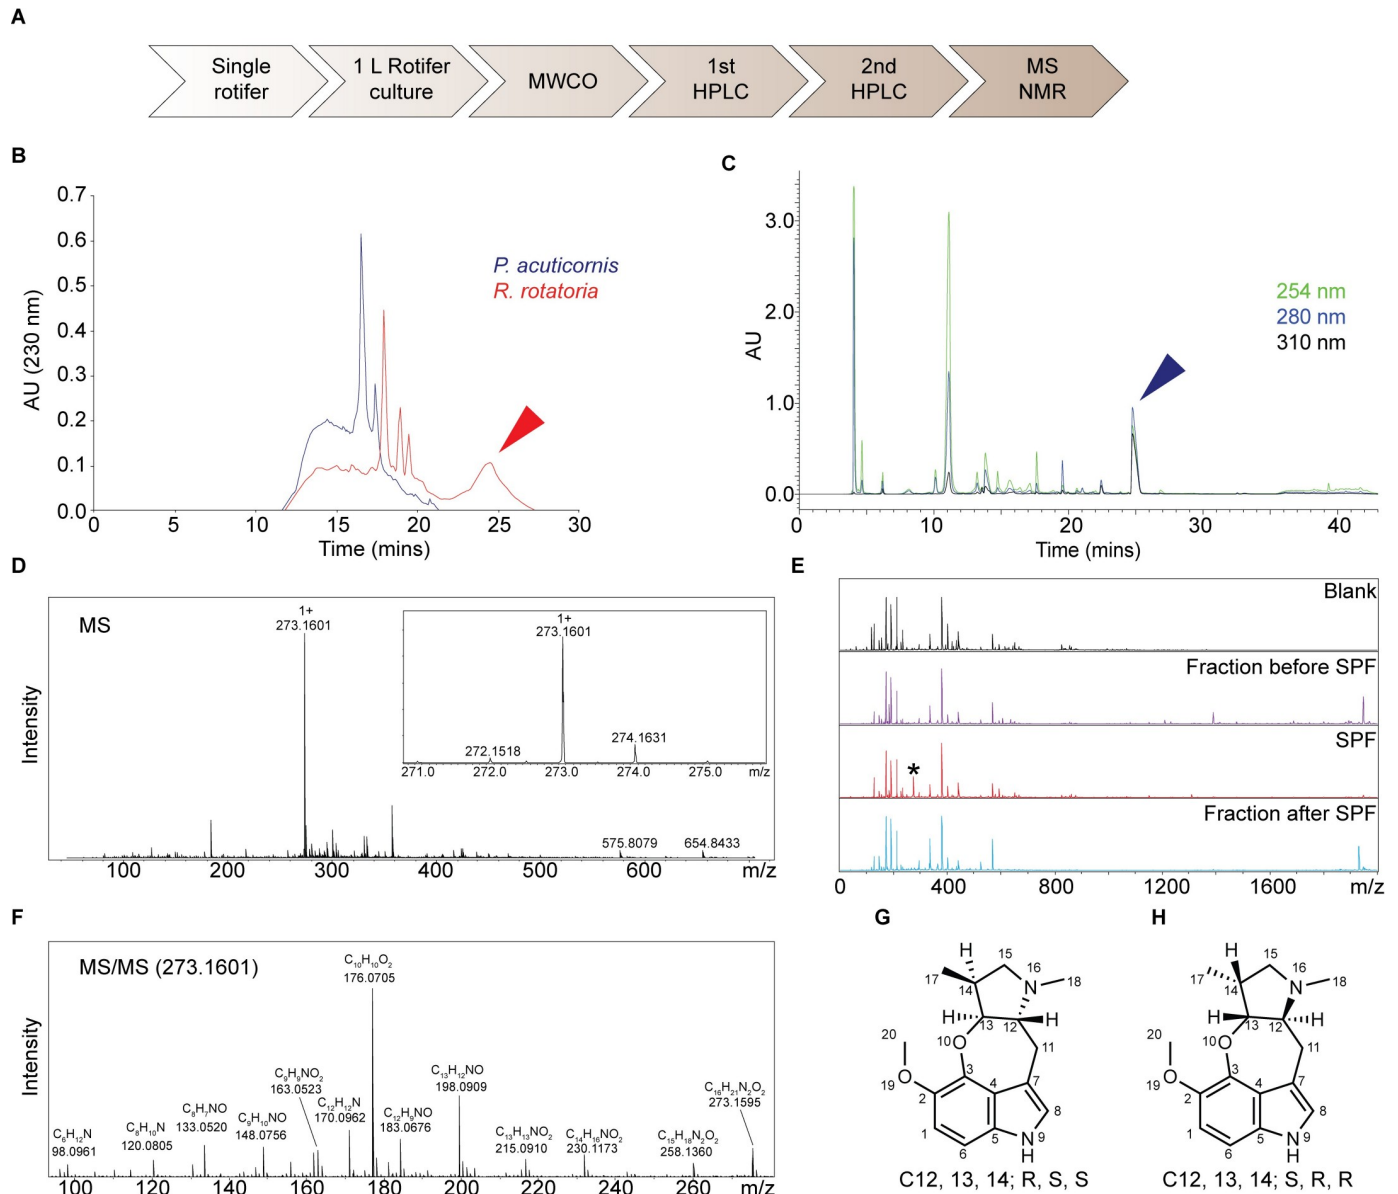 A
Single
rotifer
1 L Rotifer
culture
MWCO
1st
HPLC
2nd
HPLC
MS
NMR
B
0.7
0.6
0.5
0.4
0.3
0.2
0.1
0.0
AU (230 nm)
P. acuticornis
R. rotatoria
0 5 10 15 20 25 30
Time (mins)
C
3.0
2.0
1.0
0.0
AU
254 nm
280 nm
310 nm
0 10 20 30 40
Time (mins)
D
MS
Intensity
1+
273.1601
1+
273.1601
272.1518
274.1631
271.0 272.0 273.0 274.0 275.0 m/z
575.8079
654.8433
100 200 300 400 500 600 m/z
E
Blank
Fraction before SPF
SPF
*
Fraction after SPF
0 400 800 1200 1600 m/z
F
MS/MS (273.1601)
Intensity
C6H12N
98.0961
C8H10N
120.0805
C8H7NO
133.0520
C9H10NO
148.0756
C9H9NO2
163.0523
C12H12N
170.0962
C10H10O2
176.0705
C12H9NO
183.0676
C13H12NO
198.0909
C13H13NO2
215.0910
C14H16NO2
230.1173
C15H18N2O2
258.1360
C16H21N2O2
273.1595
100 120 140 160 180 200 220 240 260 m/z
G
H 15
17 16
14 N 18
H 13 12 H
20 10 O 11
O 3 4 7
19 2 8
1 5 N 9
6 H
C12, 13, 14; R, S, S
H
H 15
17 16
14 N 18
H 13 12 H
20 10 O 11
O 3 4 7
19 2 8
1 5 N 9
6 H
C12, 13, 14; S, R, R